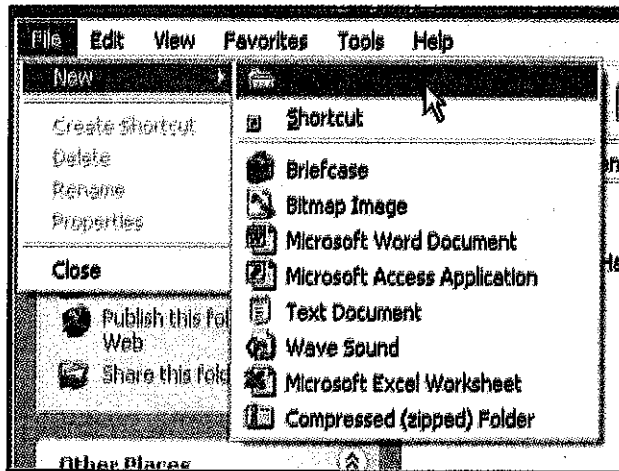 File Edit View Favorites Tools Help
New
Shortcut
Create Shortcut
Delete
Briefcase
Rename
Bitmap Image
Properties
Microsoft Word Document
Close
Microsoft Access Application
Publish this fol
Text Document
Web
Wave Sound
Share this fold
Microsoft Excel Worksheet
Compressed (zipped) Folder
Other Places